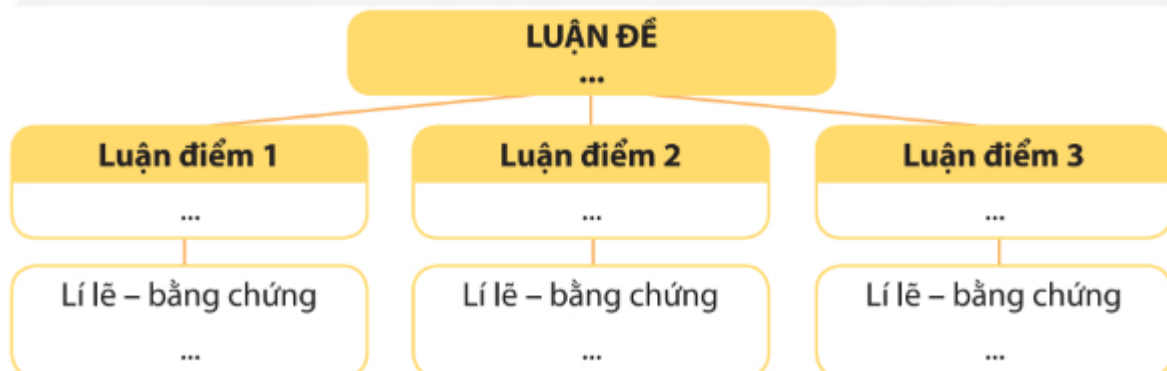 LUẬN ĐỀ
...
Luận điểm 1
Luận điểm 2
Luận điểm 3
...
...
...
Lí lẽ – bằng chứng
Lí lẽ – bằng chứng
Lí lẽ – bằng chứng
...
...
...